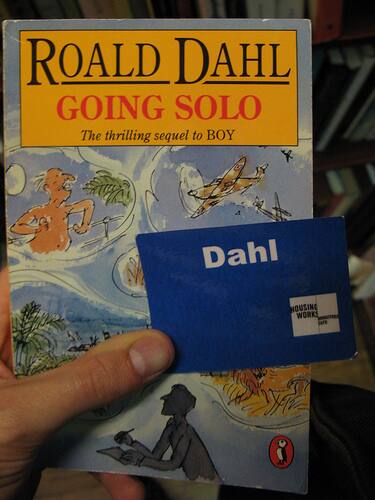 ROALD DAHL
GOING SOLO
The thrilling sequel to BOY
Dahl
HOUSING
WORKS